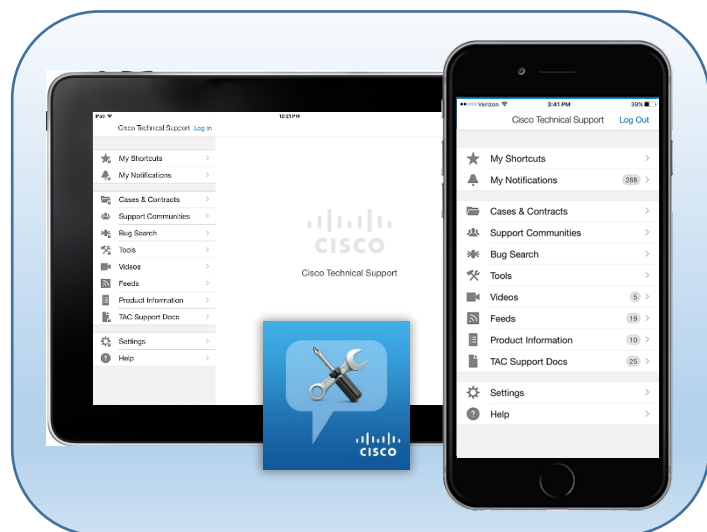 iPad
12:21 PM
Cisco Technical Support Log In
My Shortcuts
My Notifications
Cases & Contracts
Support Communities
Bug Search
Tools
Videos
Feeds
Product Information
TAC Support Docs
Settings
Help
CISCO
Cisco Technical Support
CISCO
Verizon 3:41 PM 39%
Cisco Technical Support Log Out
My Shortcuts
My Notifications 288
Cases & Contracts
Support Communities
Bug Search
Tools
Videos 5
Feeds 19
Product Information 10
TAC Support Docs 25
Settings
Help